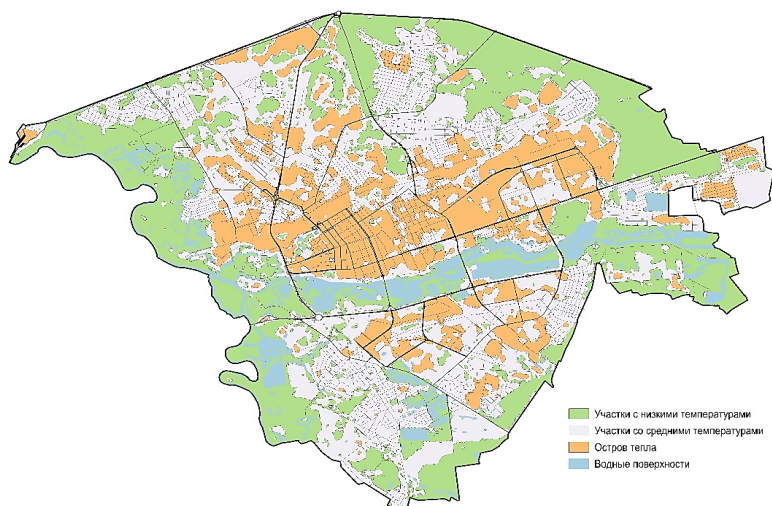 Участки с низкими температурами
Участки со средними температурами
Остров тепла
Водные поверхности